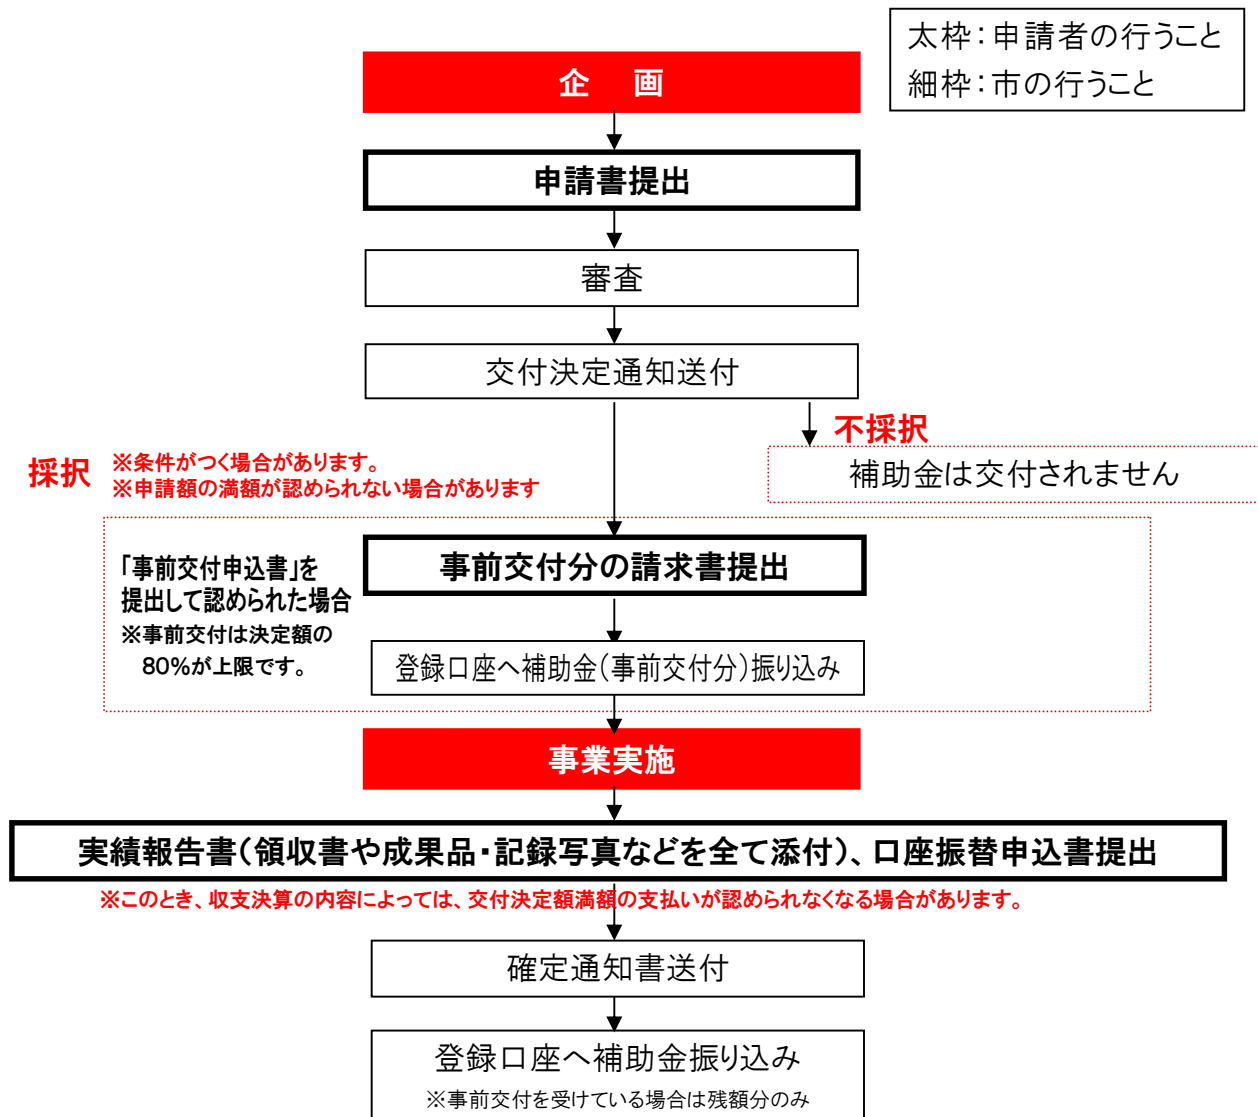 太枠：申請者の行うこと
細枠：市の行うこと
企　画
申請書提出
審査
交付決定通知送付
不採択
補助金は交付されません
採択
※条件がつく場合があります。
※申請額の満額が認められない場合があります
「事前交付申込書」を
提出して認められた場合
※事前交付は決定額の
80％が上限です。
事前交付分の請求書提出
登録口座へ補助金（事前交付分）振り込み
事業実施
実績報告書（領収書や成果品・記録写真などを全て添付）、口座振替申込書提出
※このとき、収支決算の内容によっては、交付決定額満額の支払いが認められなくなる場合があります。
確定通知書送付
登録口座へ補助金振り込み
※事前交付を受けている場合は残額分のみ